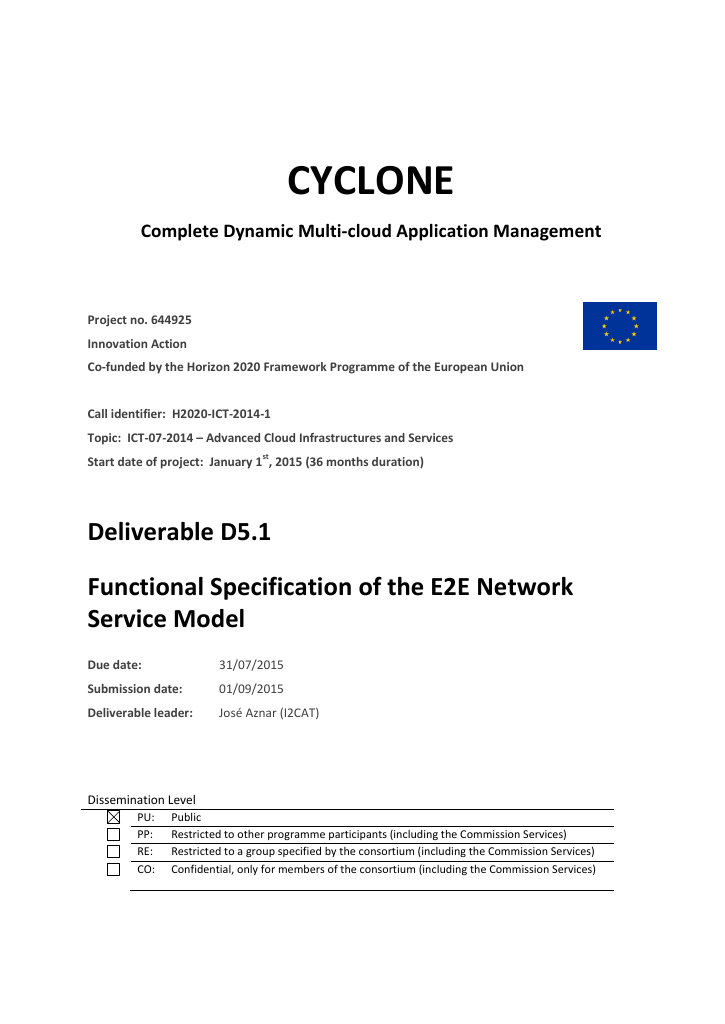 CYCLONE
Complete Dynamic Multi-cloud Application Management
Project no. 644925
Innovation Action
Co-funded by the Horizon 2020 Framework Programme of the European Union
Call identifier: H2020-ICT-2014-1
Topic: ICT-07-2014 – Advanced Cloud Infrastructures and Services
Start date of project: January 1st, 2015 (36 months duration)
Deliverable D5.1
Functional Specification of the E2E Network
Service Model
Due date: 31/07/2015
Submission date: 01/09/2015
Deliverable leader: José Aznar (I2CAT)
Dissemination Level
☒ PU: Public
☐ PP: Restricted to other programme participants (including the Commission Services)
☐ RE: Restricted to a group specified by the consortium (including the Commission Services)
☐ CO: Confidential, only for members of the consortium (including the Commission Services)